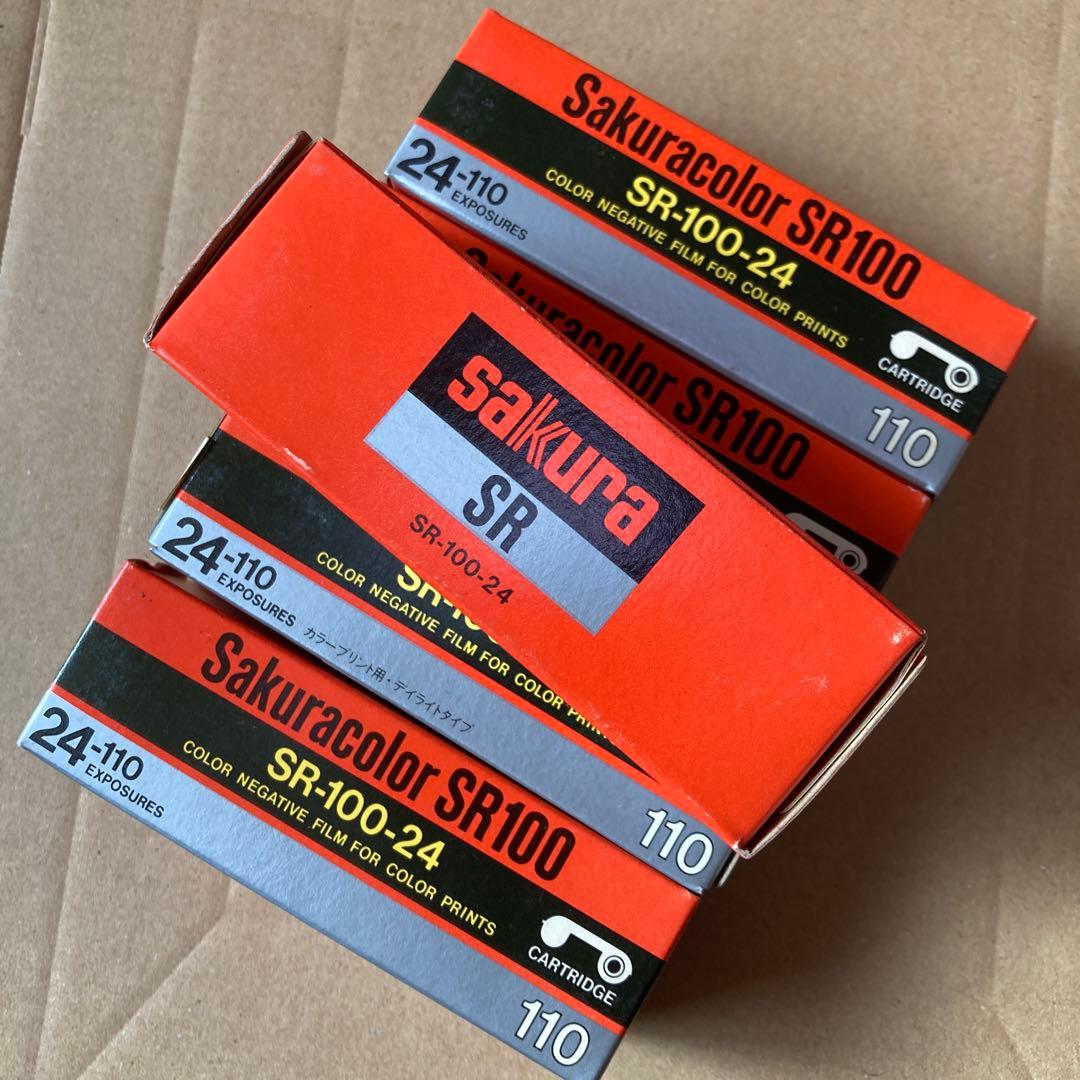 Sakuracolor SR100
SR-100-24
COLOR NEGATIVE FILM FOR COLOR PRINTS
24-110
EXPOSURES
CARTRIDGE
110
Sakuracolor SR100
sakura
SR
SR-100-24
COLOR NEGATIVE FILM FOR COLOR
24-110
EXPOSURES
カラープリント用・デイライトタイプ
110
Sakuracolor SR100
SR-100-24
COLOR NEGATIVE FILM FOR COLOR PRINTS
24-110
EXPOSURES
CARTRIDGE
110